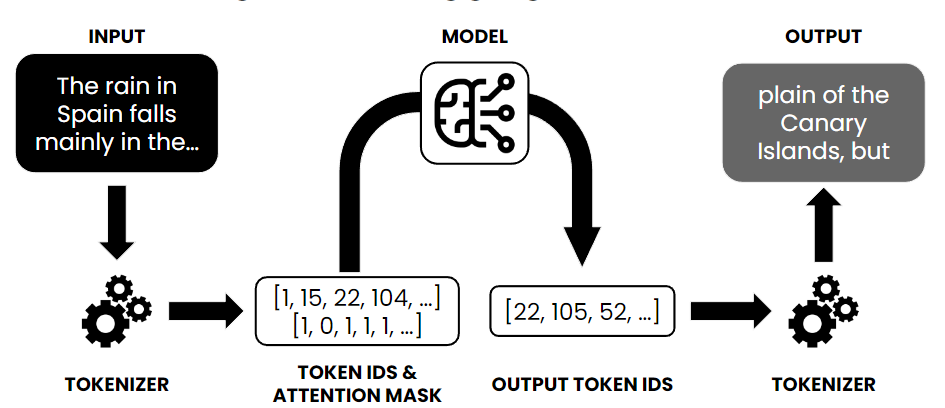 INPUT
MODEL
OUTPUT
The rain in
Spain falls
mainly in the...
plain of the
Canary
Islands, but
[1, 15, 22, 104, ...]
[1, 0, 1, 1, 1, ...]
[22, 105, 52, ...]
TOKENIZER
TOKEN IDS &
ATTENTION MASK
OUTPUT TOKEN IDS
TOKENIZER